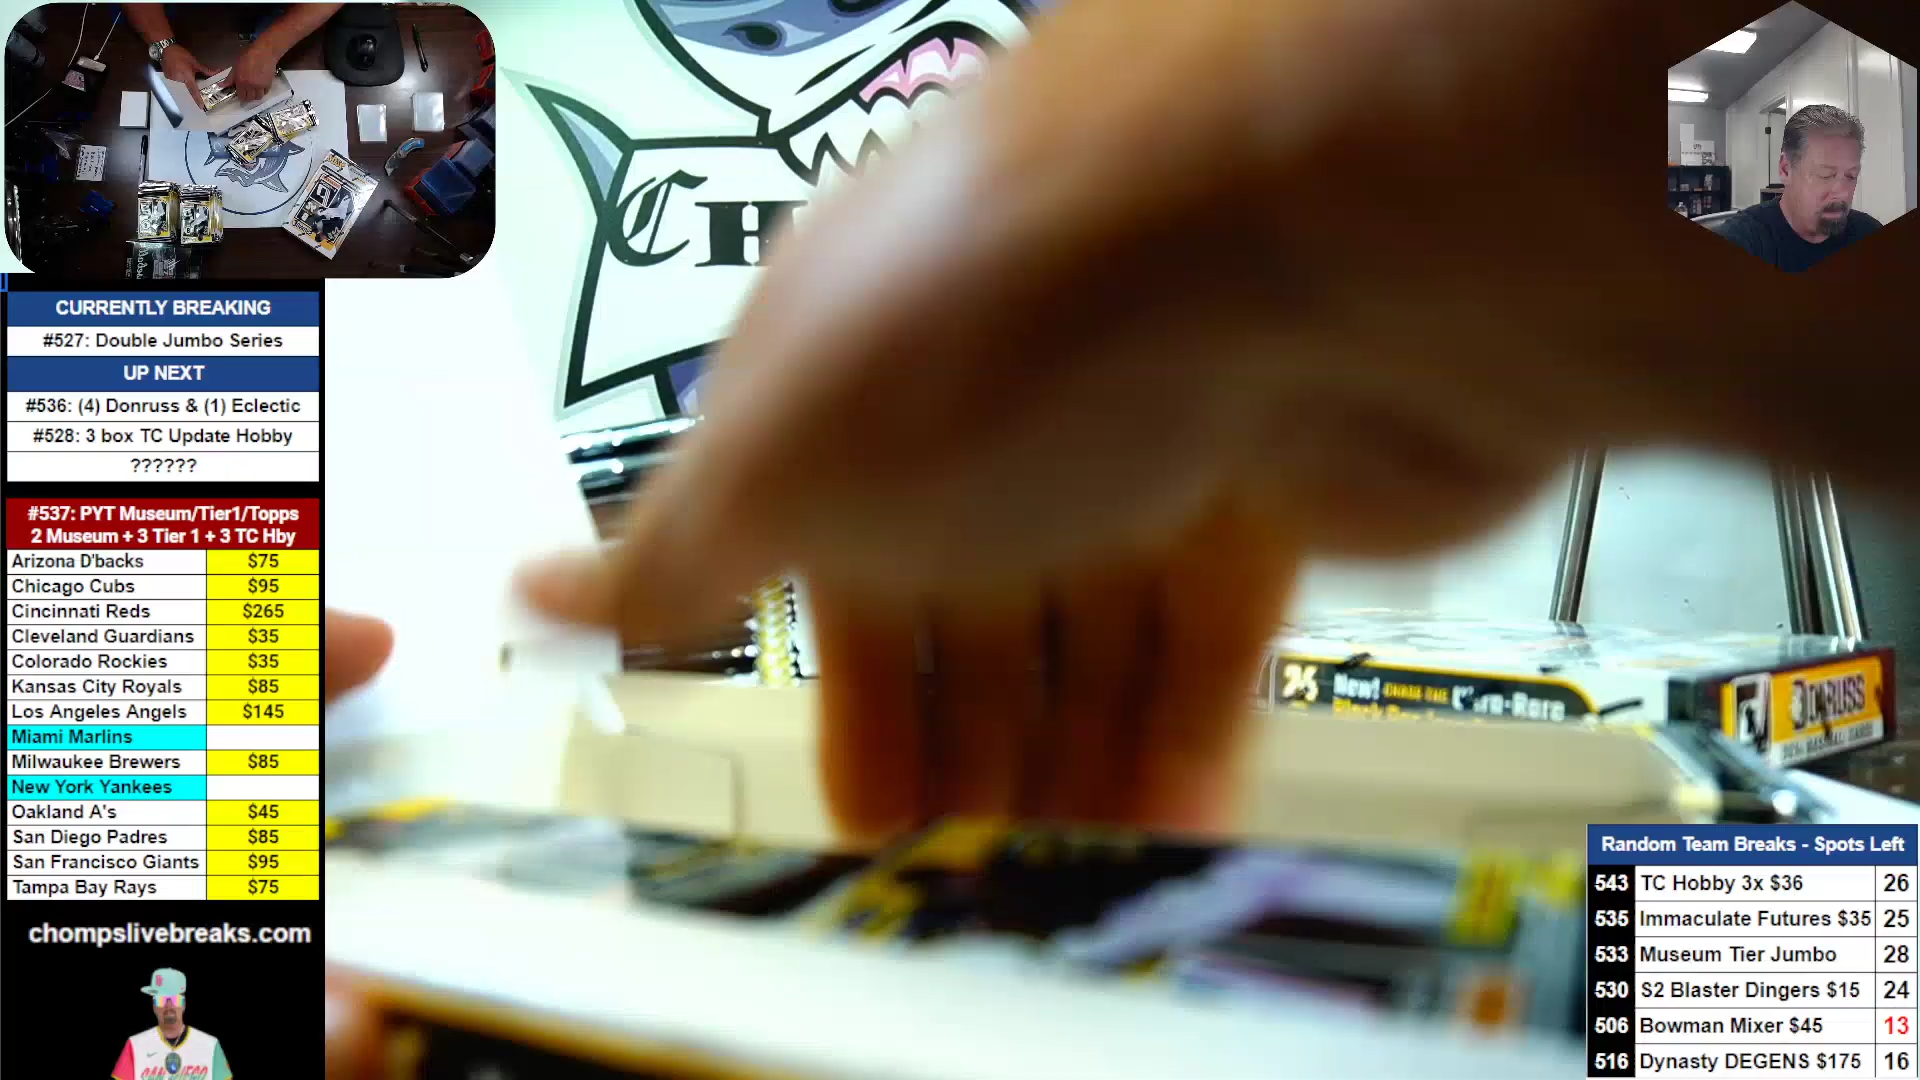 CURRENTLY BREAKING
#527: Double Jumbo Series
UP NEXT
#536: (4) Donruss & (1) Eclectic
#528: 3 box TC Update Hobby
??????
#537: PYT Museum/Tier1/Topps
2 Museum + 3 Tier 1 + 3 TC Hby
Arizona D'backs $75
Chicago Cubs $95
Cincinnati Reds $265
Cleveland Guardians $35
Colorado Rockies $35
Kansas City Royals $85
Los Angeles Angels $145
Miami Marlins
Milwaukee Brewers $85
New York Yankees
Oakland A's $45
San Diego Padres $85
San Francisco Giants $95
Tampa Bay Rays $75
chompslivebreaks.com
CH
New! CHASE THE Ultra-Rare
DONRUSS
Random Team Breaks - Spots Left
543 TC Hobby 3x $36 26
535 Immaculate Futures $35 25
533 Museum Tier Jumbo 28
530 S2 Blaster Dingers $15 24
506 Bowman Mixer $45 13
516 Dynasty DEGENS $175 16